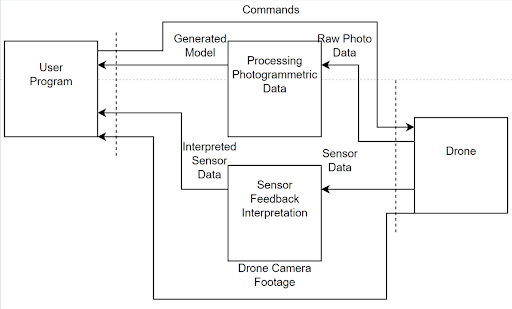 Commands
Generated
Model
Raw Photo
Data
User
Program
Processing
Photogrammetric
Data
Interpreted
Sensor
Data
Sensor
Data
Drone
Sensor
Feedback
Interpretation
Drone Camera
Footage